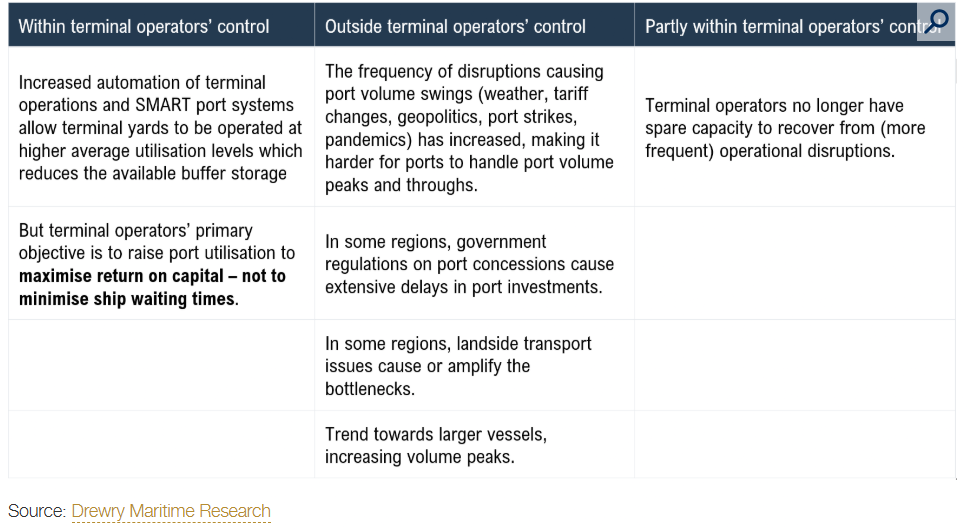 Within terminal operators’ control
Outside terminal operators’ control
Partly within terminal operators’ control
Increased automation of terminal
operations and SMART port systems
allow terminal yards to be operated at
higher average utilisation levels which
reduces the available buffer storage
The frequency of disruptions causing
port volume swings (weather, tariff
changes, geopolitics, port strikes,
pandemics) has increased, making it
harder for ports to handle port volume
peaks and throughs.
Terminal operators no longer have
spare capacity to recover from (more
frequent) operational disruptions.
But terminal operators’ primary
objective is to raise port utilisation to
maximise return on capital – not to
minimise ship waiting times.
In some regions, government
regulations on port concessions cause
extensive delays in port investments.
In some regions, landside transport
issues cause or amplify the
bottlenecks.
Trend towards larger vessels,
increasing volume peaks.
Source: Drewry Maritime Research